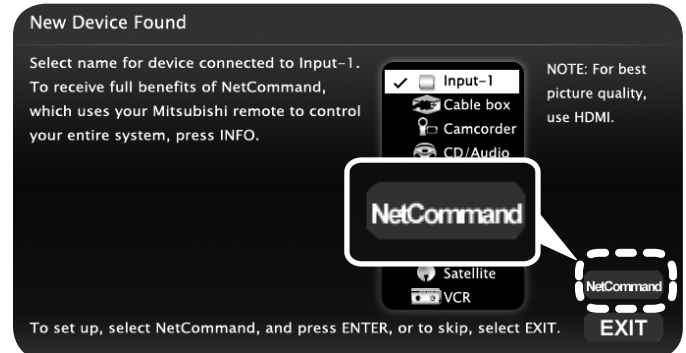 New Device Found
Select name for device connected to Input-1.
To receive full benefits of NetCommand,
which uses your Mitsubishi remote to control
your entire system, press INFO.
✓ Input-1
Cable box
Camcorder
CD/Audio
NetCommand
Satellite
VCR
NOTE: For best
picture quality,
use HDMI.
NetCommand
To set up, select NetCommand, and press ENTER, or to skip, select EXIT.
EXIT